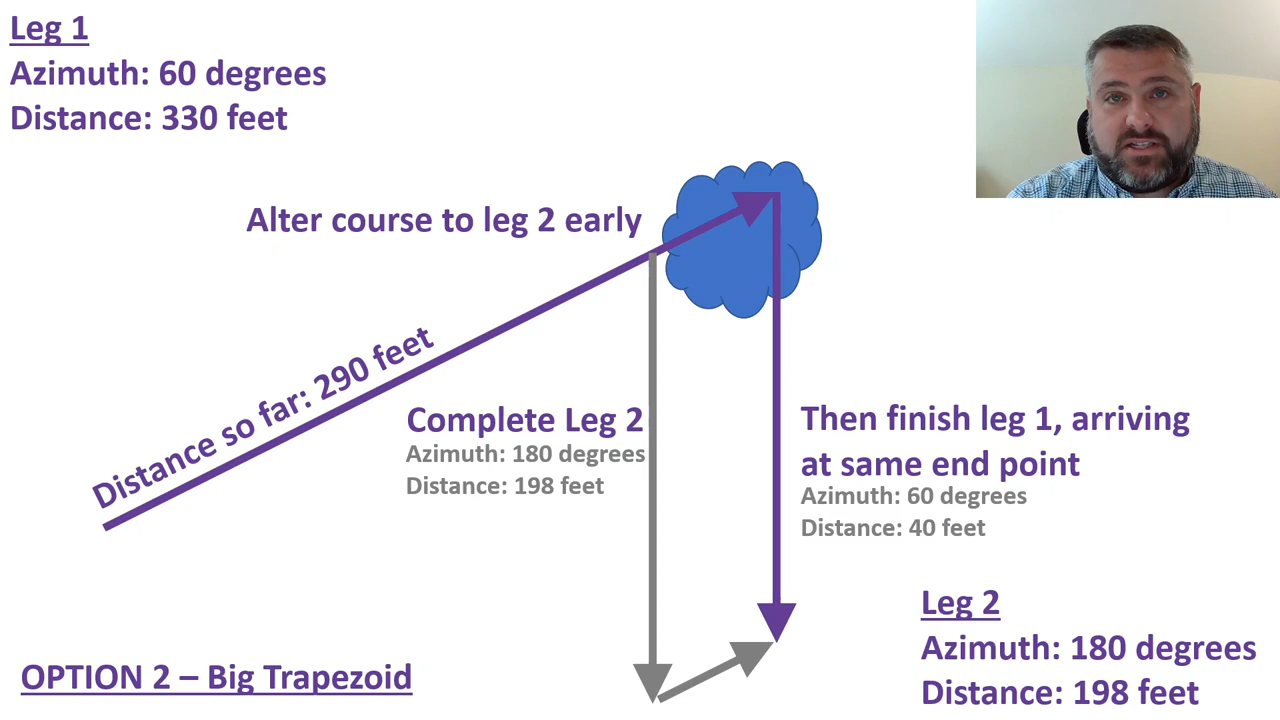 Leg 1
Azimuth: 60 degrees
Distance: 330 feet
Alter course to leg 2 early
Distance so far: 290 feet
Complete Leg 2
Azimuth: 180 degrees
Distance: 198 feet
Then finish leg 1, arriving
at same end point
Azimuth: 60 degrees
Distance: 40 feet
Leg 2
Azimuth: 180 degrees
Distance: 198 feet
OPTION 2 – Big Trapezoid